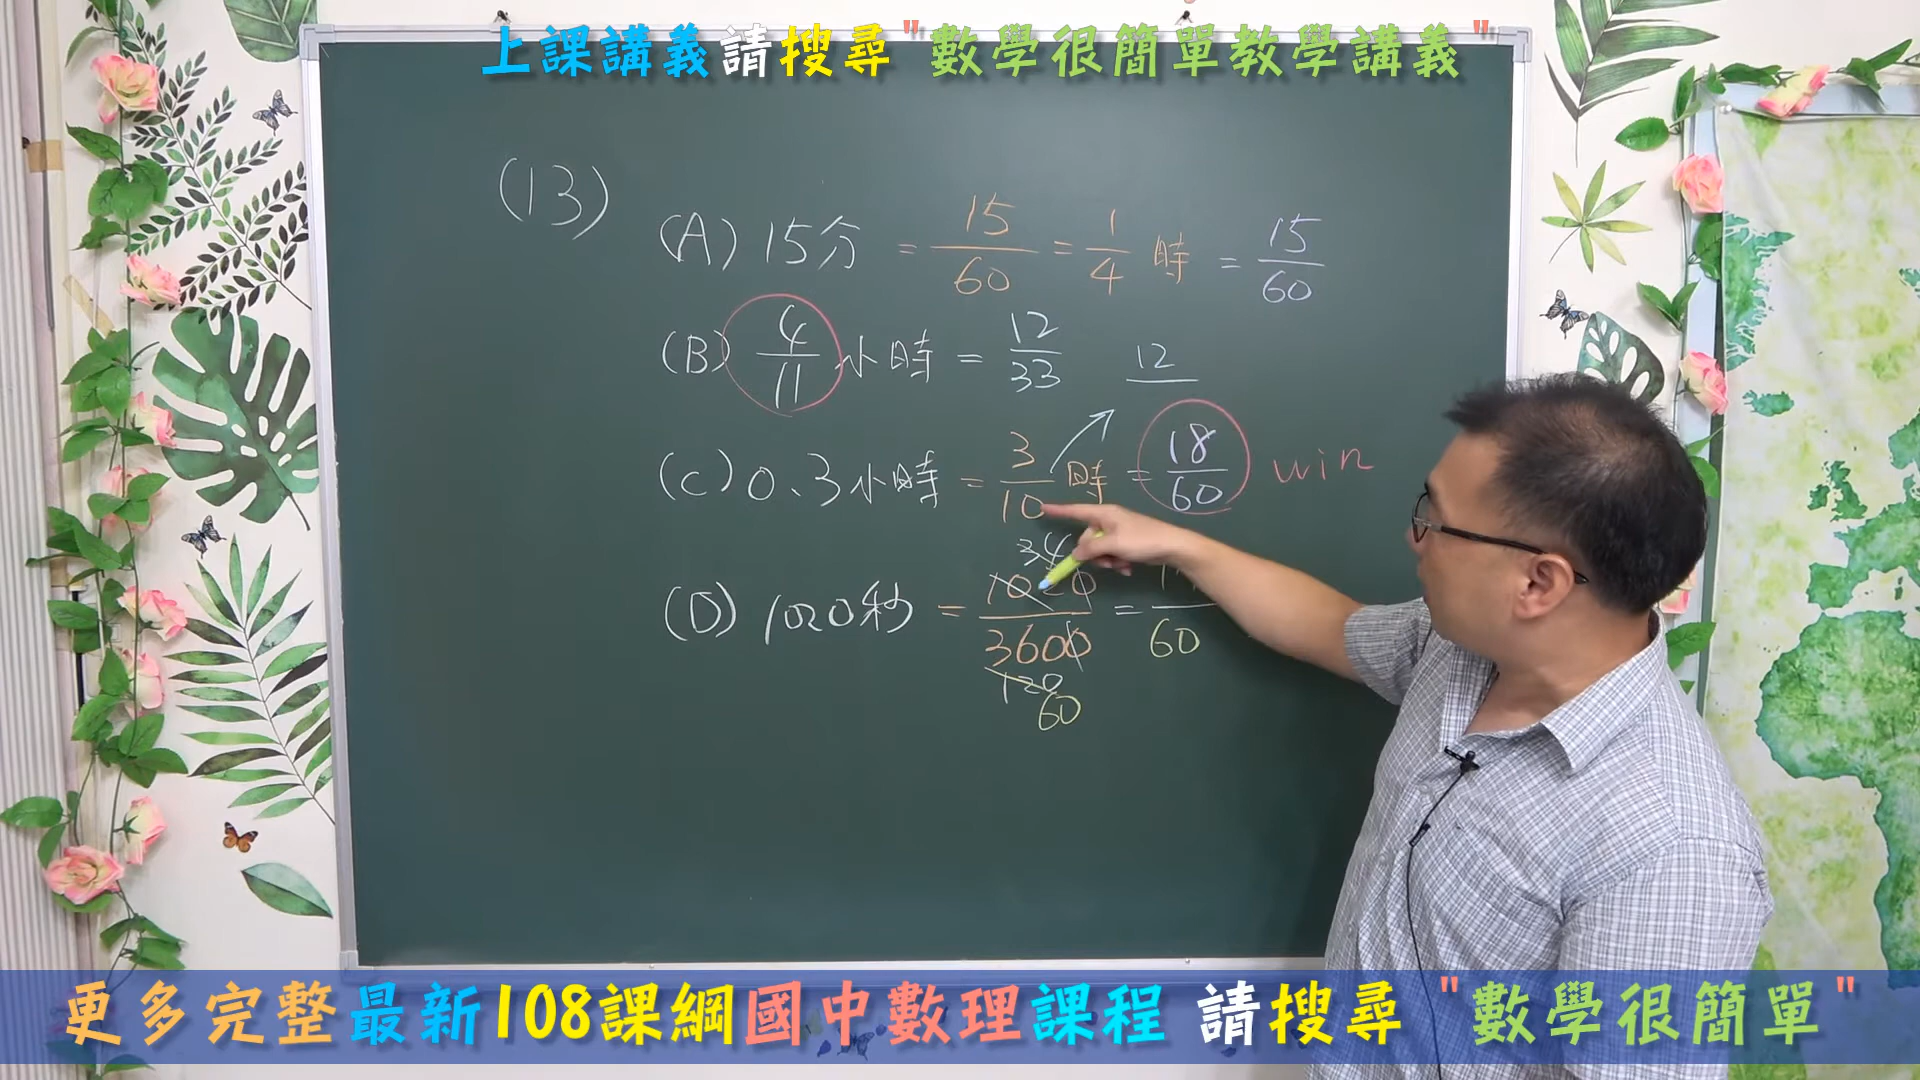 上課講義請搜尋"數學很簡單教學講義"
(13)
(A) 15分 = 15/60 = 1/4 時 = 15/60
(B) 4/11 小時 = 12/33 12
(C) 0.3小時 = 3/10 時 = 18/60 win
34
(D) 1020秒 = 1020/3600 = /60
120
60
更多完整最新108課綱國中數理課程 請搜尋 "數學很簡單"